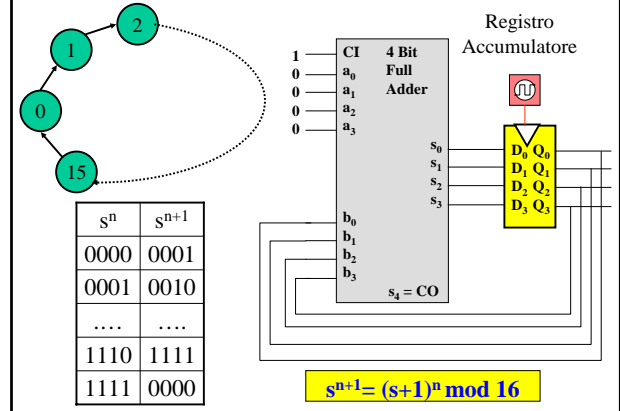 2
1
0
15
Registro
Accumulatore
1 CI 4 Bit
0 a₀ Full
0 a₁ Adder
0 a₂
0 a₃
s₀
s₁
s₂
s₃
D₀ Q₀
D₁ Q₁
D₂ Q₂
D₃ Q₃
b₀
b₁
b₂
b₃
s₄ = CO
sⁿ sⁿ⁺¹
0000 0001
0001 0010
…. ….
1110 1111
1111 0000
sⁿ⁺¹= (s+1)ⁿ mod 16